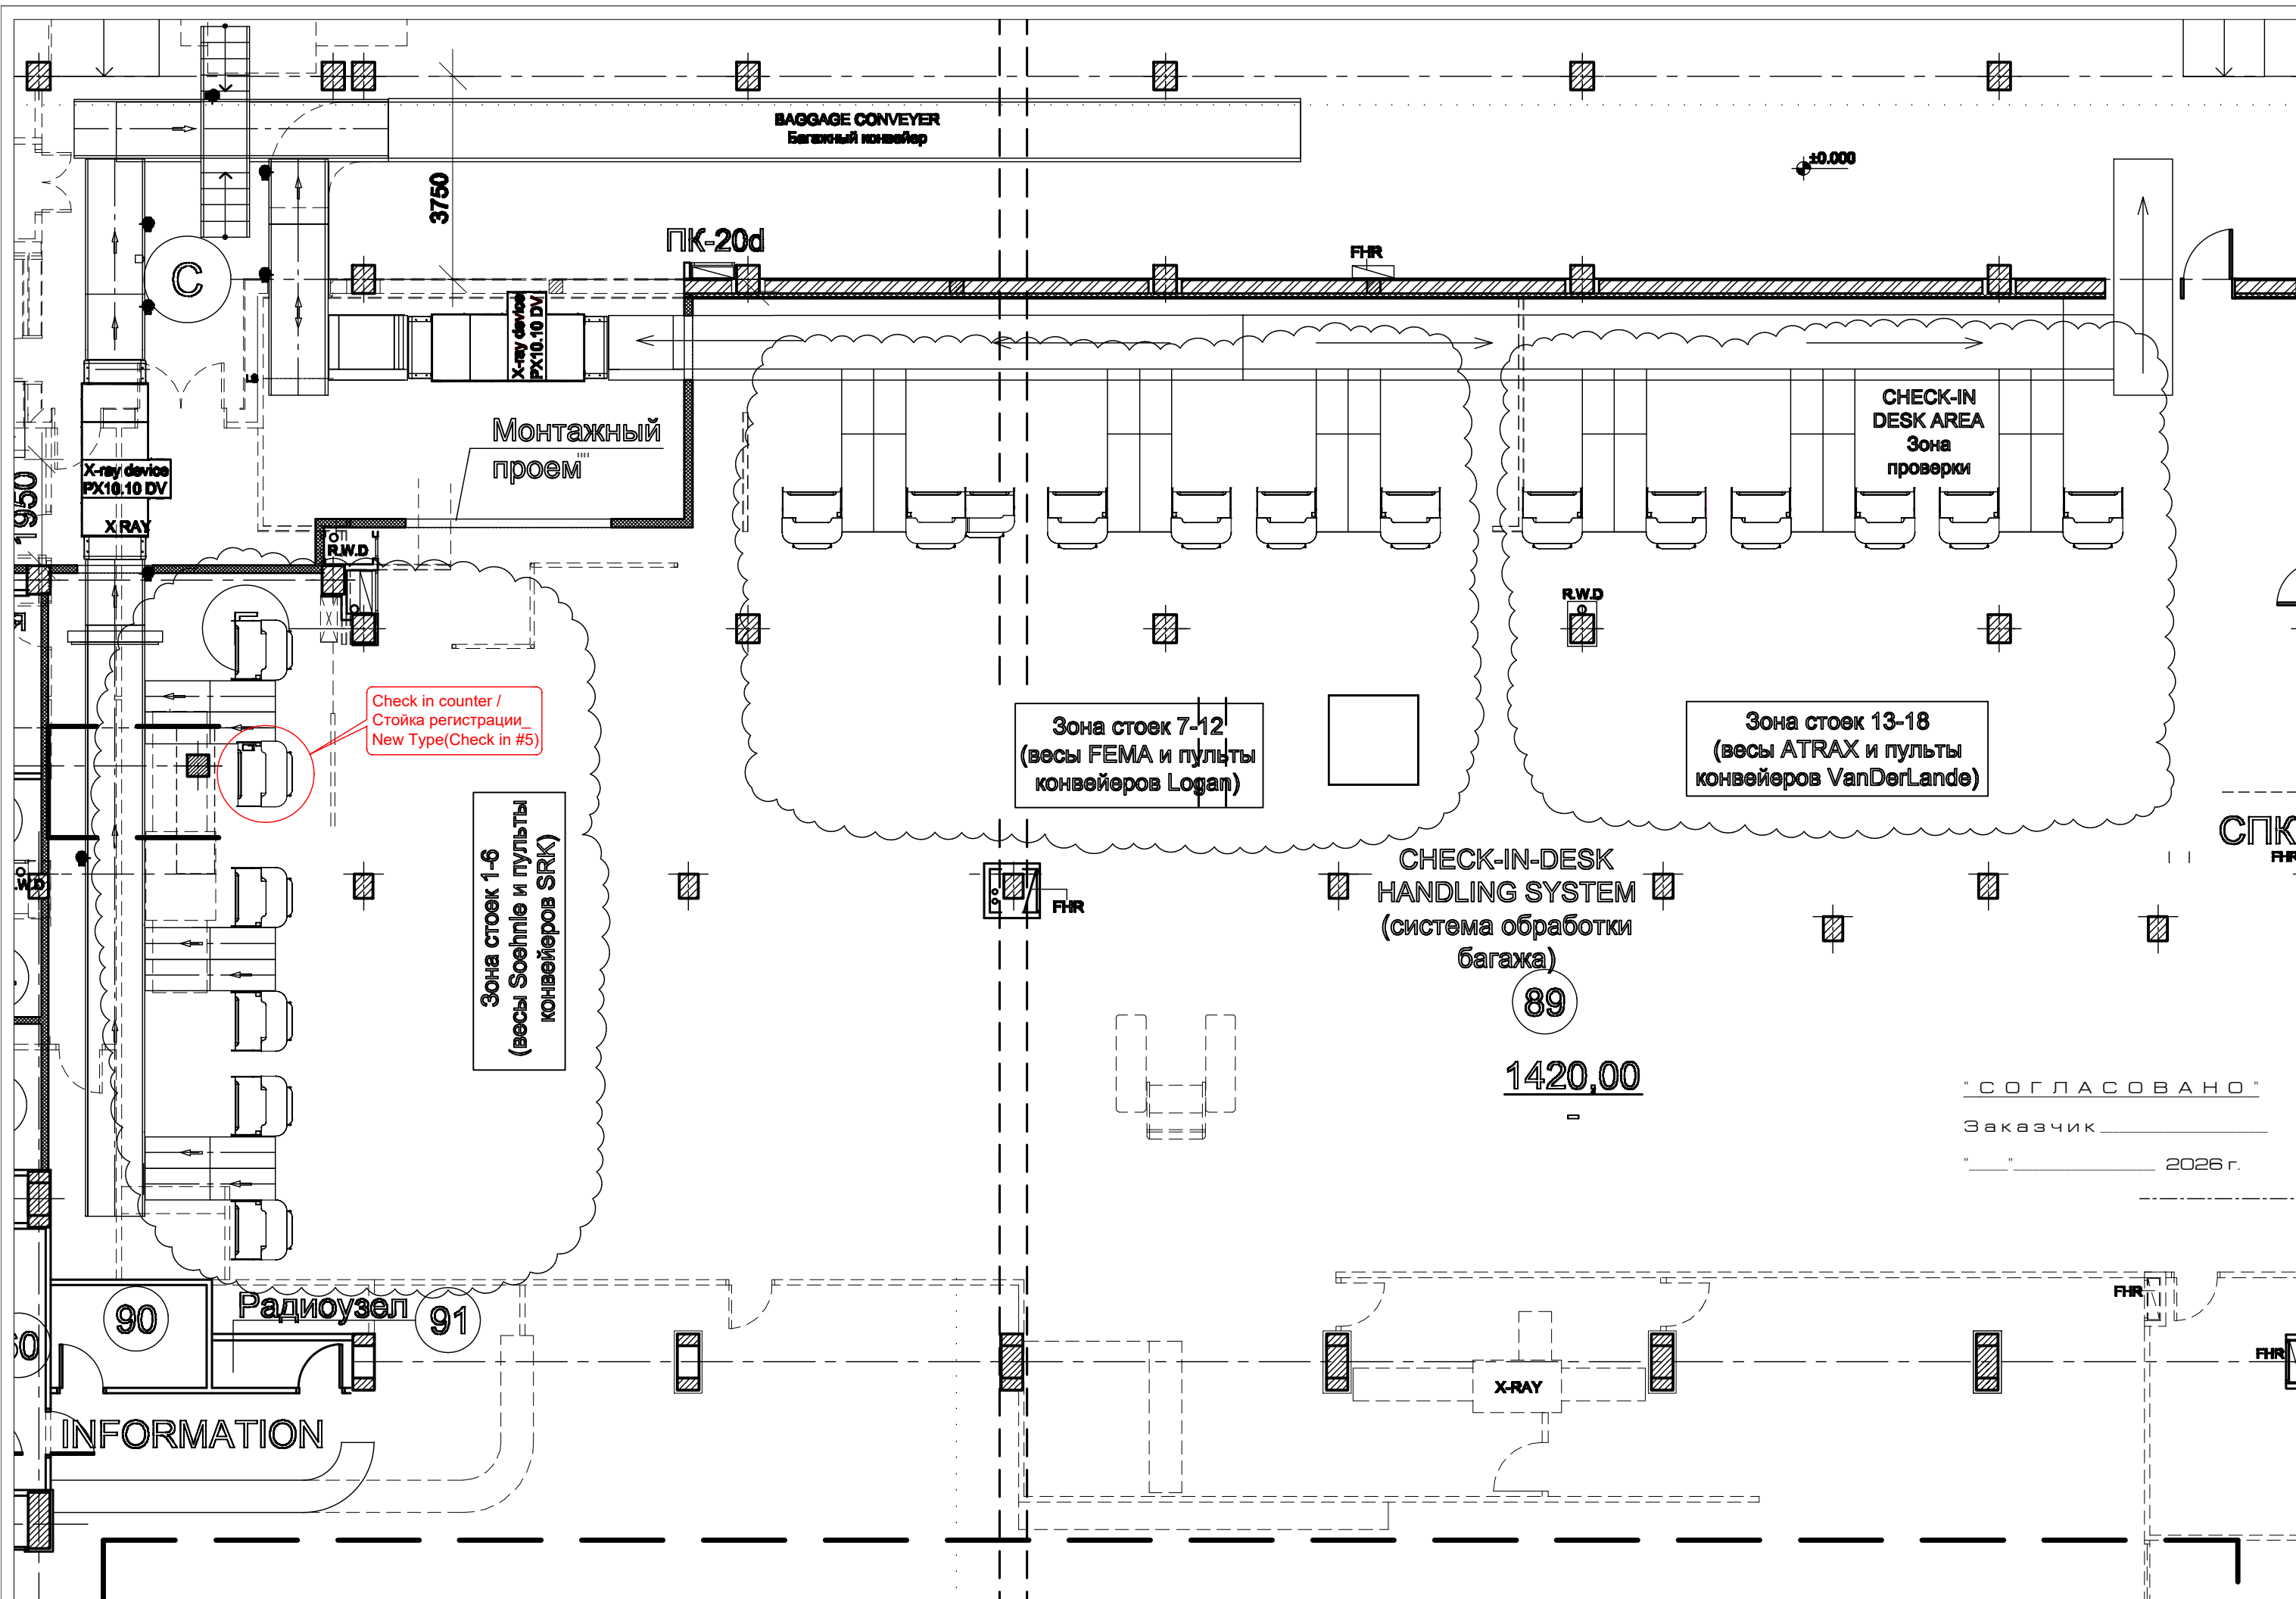 BAGGAGE CONVEYER
Багажный конвейер
±0.000
3750
ПК-20d
FHR
C
X-ray device
PX10.10 DV
Монтажный
проем""
X-ray device
PX10.10 DV
X RAY
1950
R.W.D
CHECK-IN
DESK AREA
Зона
проверки
R.W.D
Check in counter /
Стойка регистрации_
New Type(Check in #5)
Зона стоек 1-6
(весы Soehnle и пульты
конвейеров SRK)
Зона стоек 7-12
(весы FEMA и пульты
конвейеров Logan)
Зона стоек 13-18
(весы ATRAX и пульты
конвейеров VanDerLande)
СПК
FHR
FHR
CHECK-IN-DESK
HANDLING SYSTEM
(система обработки
багажа)
89
1420,00
-
"СОГЛАСОВАНО"
Заказчик
"___"____________ 2026 г.
Радиоузел
90
91
60
FHR
FHR
X-RAY
INFORMATION